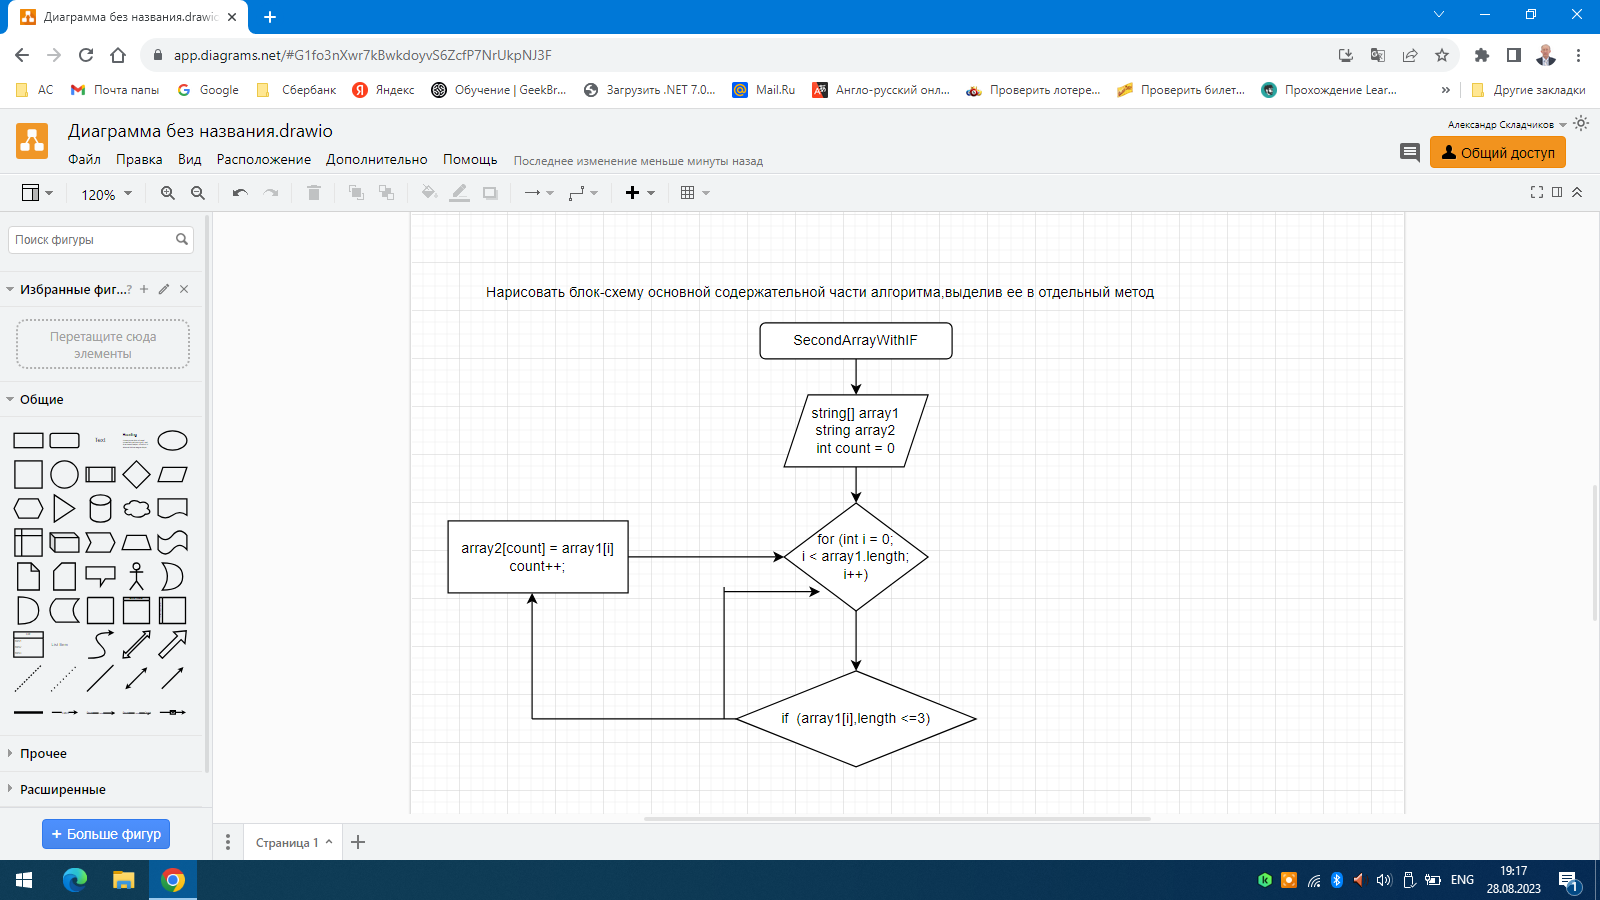 Диаграмма без названия.drawio
app.diagrams.net/#G1fo3nXwr7kBwkdoyvS6ZcfP7NrUkpNJ3F
АС
Почта папы
Google
Сбербанк
Яндекс
Обучение | GeekBr...
Загрузить .NET 7.0...
Mail.Ru
Англо-русский онл...
Проверить лотере...
Проверить билет...
Прохождение Lear...
»
Другие закладки
Диаграмма без названия.drawio
Александр Складчиков
Файл Правка Вид Расположение Дополнительно Помощь Последнее изменение меньше минуты назад
Общий доступ
120%
Поиск фигуры
Избранные фиг...?
Перетащите сюда
элементы
Общие
Text
Heading
Прочее
Расширенные
+ Больше фигур
Нарисовать блок-схему основной содержательной части алгоритма,выделив ее в отдельный метод
SecondArrayWithIF
string[] array1
string array2
int count = 0
for (int i = 0;
i < array1.length;
i++)
array2[count] = array1[i]
count++;
if (array1[i],length <=3)
Страница 1
ENG
19:17
28.08.2023
1